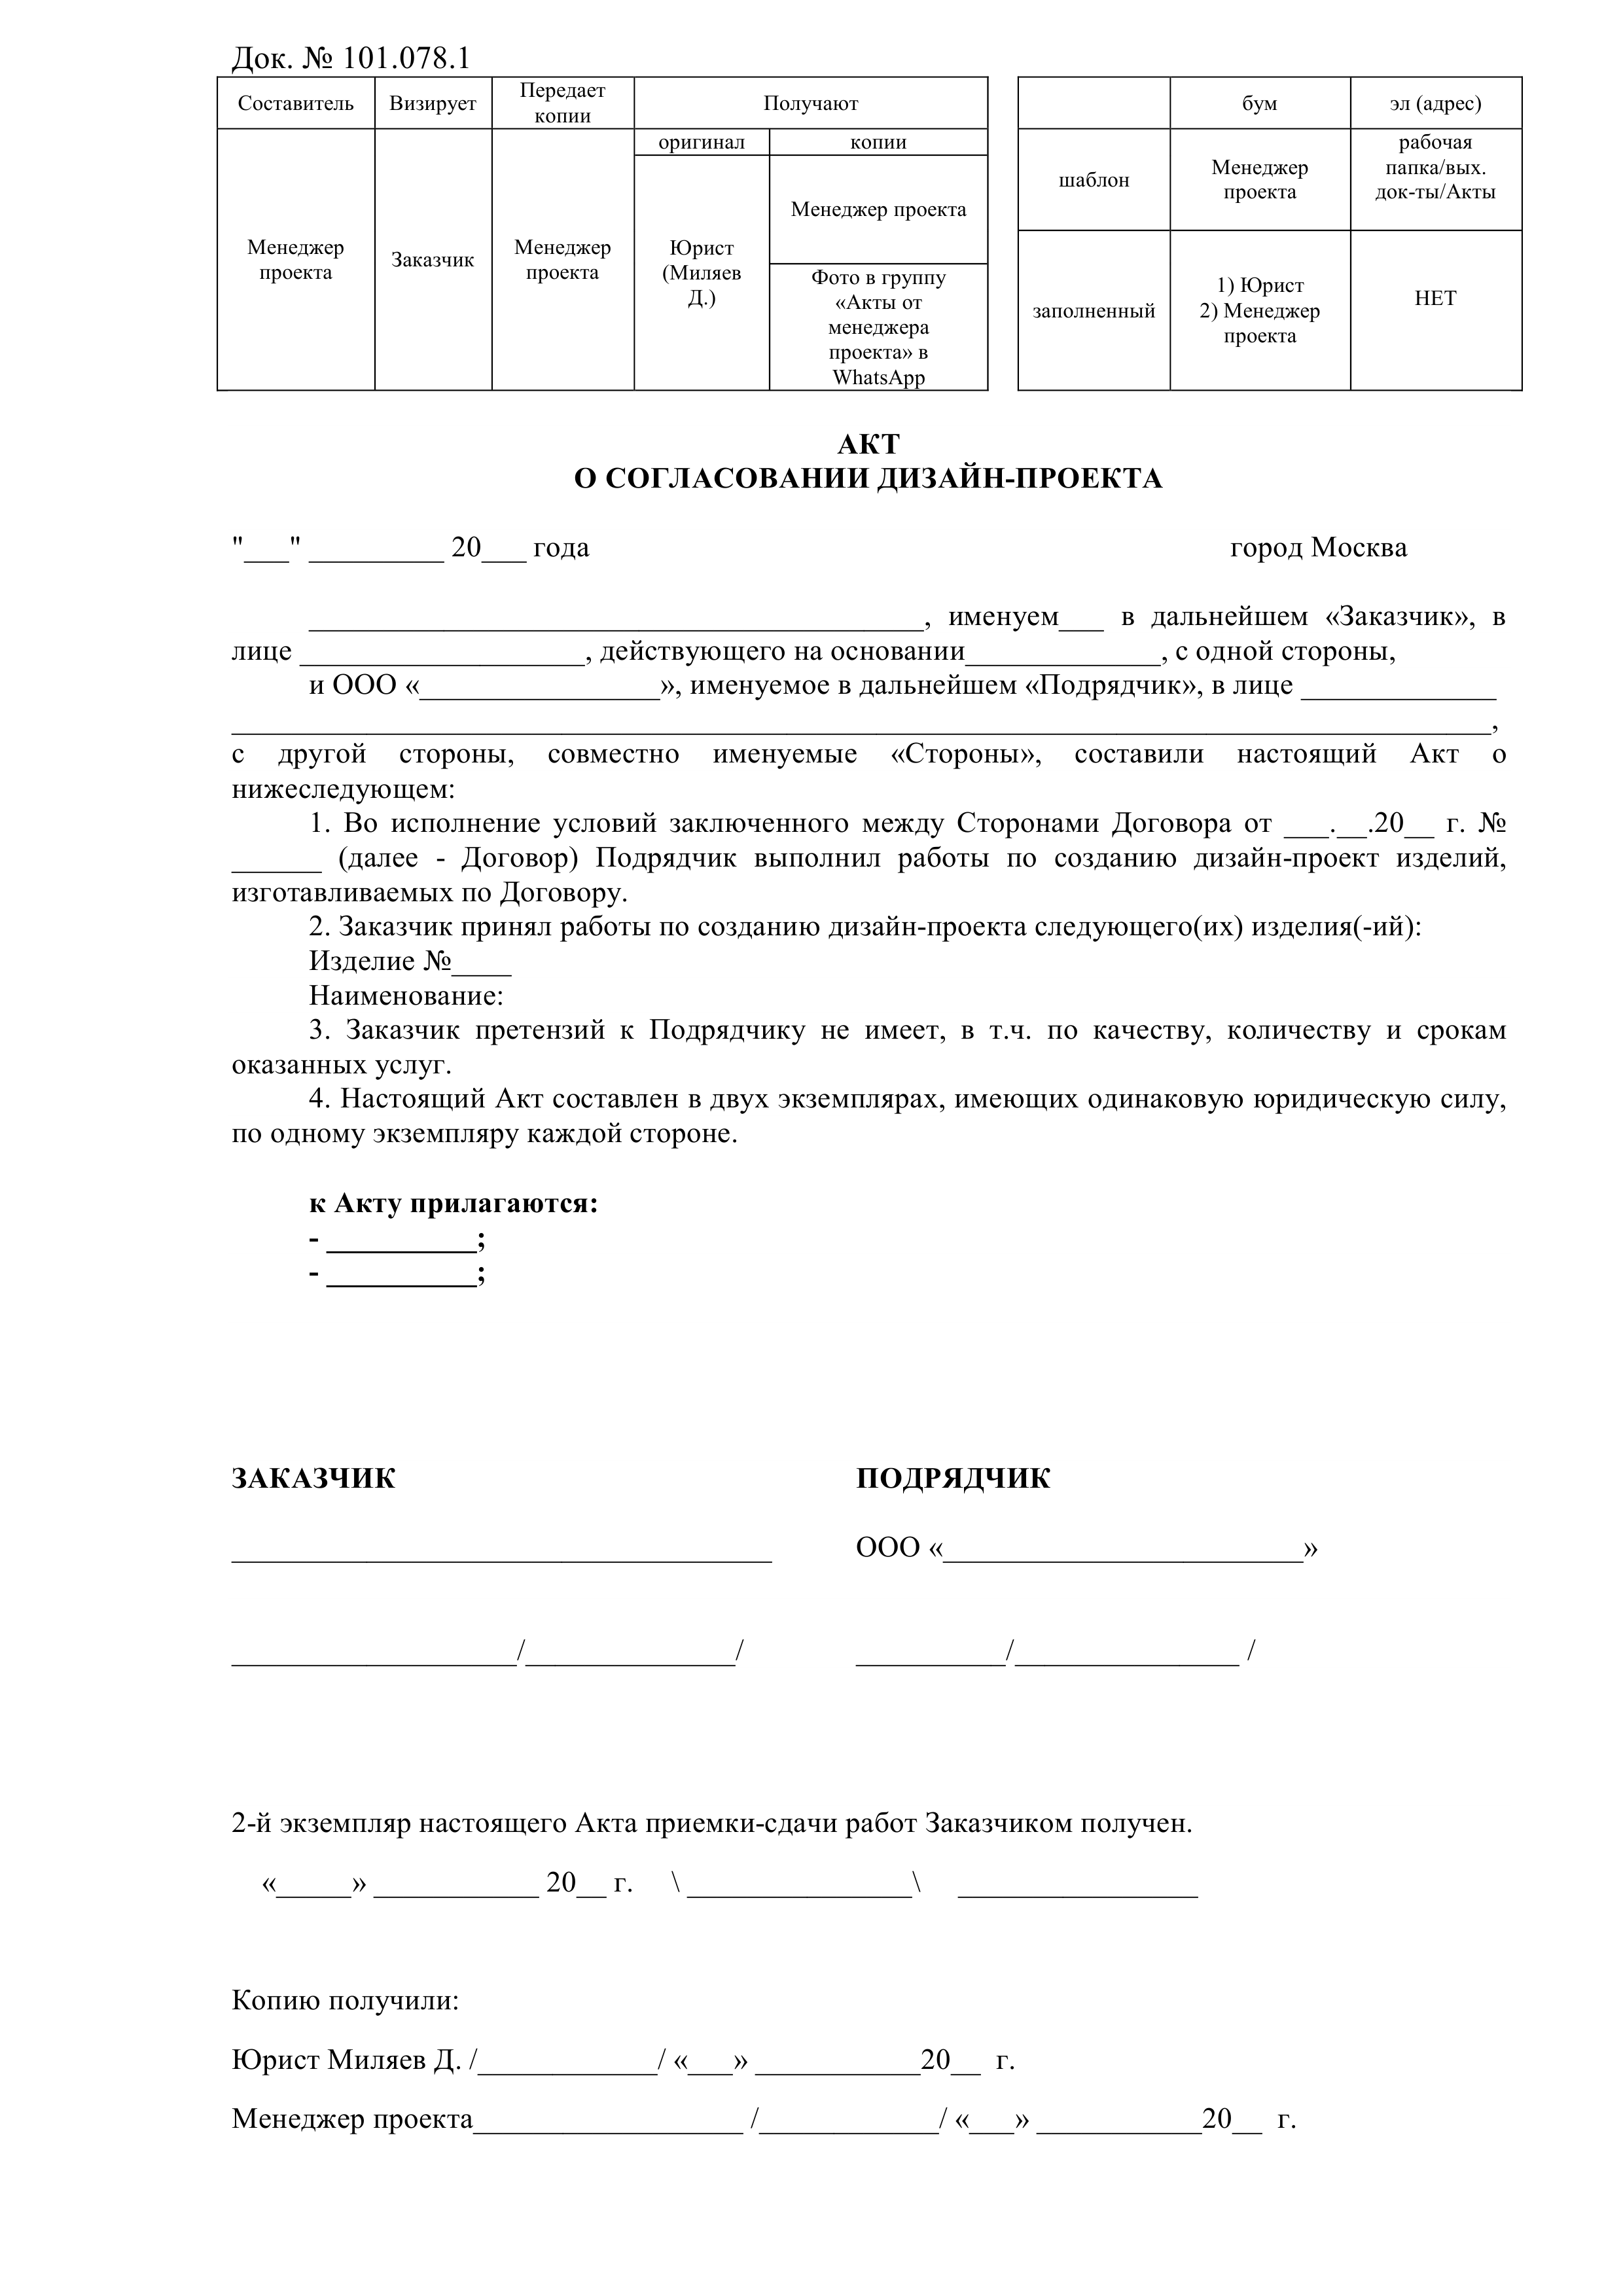 Док. № 101.078.1
Составитель Визирует Передает копии Получают
оригинал копии
Менеджер проекта
Заказчик
Менеджер проекта
Юрист (Миляев Д.)
Менеджер проекта
Фото в группу «Акты от менеджера проекта» в WhatsApp
бум эл (адрес)
шаблон Менеджер проекта рабочая папка/вых. док-ты/Акты
заполненный 1) Юрист 2) Менеджер проекта НЕТ
АКТ
О СОГЛАСОВАНИИ ДИЗАЙН-ПРОЕКТА
"___" _________ 20___ года город Москва
_________________________________________, именуем___ в дальнейшем «Заказчик», в
лице ___________________, действующего на основании_____________, с одной стороны,
и ООО «________________», именуемое в дальнейшем «Подрядчик», в лице _____________
____________________________________________________________________________________,
с другой стороны, совместно именуемые «Стороны», составили настоящий Акт о
нижеследующем:
1. Во исполнение условий заключенного между Сторонами Договора от ___.__.20__ г. №
______ (далее - Договор) Подрядчик выполнил работы по созданию дизайн-проект изделий,
изготавливаемых по Договору.
2. Заказчик принял работы по созданию дизайн-проекта следующего(их) изделия(-ий):
Изделие №____
Наименование:
3. Заказчик претензий к Подрядчику не имеет, в т.ч. по качеству, количеству и срокам
оказанных услуг.
4. Настоящий Акт составлен в двух экземплярах, имеющих одинаковую юридическую силу,
по одному экземпляру каждой стороне.
к Акту прилагаются:
- __________;
- __________;
ЗАКАЗЧИК ПОДРЯДЧИК
____________________________________ ООО «________________________»
___________________/______________/ __________/_______________ /
2-й экземпляр настоящего Акта приемки-сдачи работ Заказчиком получен.
«_____» ___________ 20__ г. \ _______________\ ________________
Копию получили:
Юрист Миляев Д. /____________/ «___» ___________20__ г.
Менеджер проекта__________________ /____________/ «___» ___________20__ г.